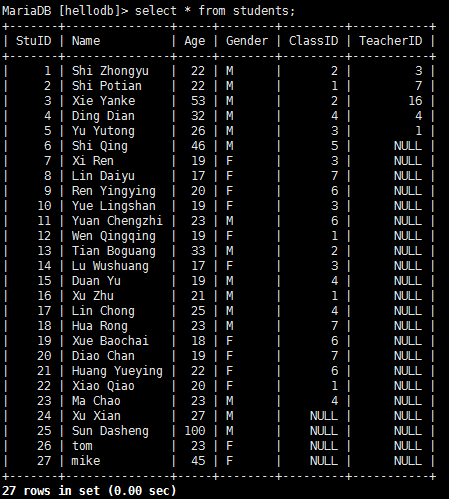 MariaDB [hellodb]> select * from students;
+-------+---------------+-----+--------+---------+-----------+
| StuID | Name          | Age | Gender | ClassID | TeacherID |
+-------+---------------+-----+--------+---------+-----------+
|     1 | Shi Zhongyu   |  22 | M      |       2 |         3 |
|     2 | Shi Potian    |  22 | M      |       1 |         7 |
|     3 | Xie Yanke     |  53 | M      |       2 |        16 |
|     4 | Ding Dian     |  32 | M      |       4 |         4 |
|     5 | Yu Yutong     |  26 | M      |       3 |         1 |
|     6 | Shi Qing      |  46 | M      |       5 |      NULL |
|     7 | Xi Ren        |  19 | F      |       3 |      NULL |
|     8 | Lin Daiyu     |  17 | F      |       7 |      NULL |
|     9 | Ren Yingying  |  20 | F      |       6 |      NULL |
|    10 | Yue Lingshan  |  19 | F      |       3 |      NULL |
|    11 | Yuan Chengzhi |  23 | M      |       6 |      NULL |
|    12 | Wen Qingqing  |  19 | F      |       1 |      NULL |
|    13 | Tian Boguang  |  33 | M      |       2 |      NULL |
|    14 | Lu Wushuang   |  17 | F      |       3 |      NULL |
|    15 | Duan Yu       |  19 | M      |       4 |      NULL |
|    16 | Xu Zhu        |  21 | M      |       1 |      NULL |
|    17 | Lin Chong     |  25 | M      |       4 |      NULL |
|    18 | Hua Rong      |  23 | M      |       7 |      NULL |
|    19 | Xue Baochai   |  18 | F      |       6 |      NULL |
|    20 | Diao Chan     |  19 | F      |       7 |      NULL |
|    21 | Huang Yueying |  22 | F      |       6 |      NULL |
|    22 | Xiao Qiao     |  20 | F      |       1 |      NULL |
|    23 | Ma Chao       |  23 | M      |       4 |      NULL |
|    24 | Xu Xian       |  27 | M      |    NULL |      NULL |
|    25 | Sun Dasheng   | 100 | M      |    NULL |      NULL |
|    26 | tom           |  23 | F      |    NULL |      NULL |
|    27 | mike          |  45 | F      |    NULL |      NULL |
+-------+---------------+-----+--------+---------+-----------+
27 rows in set (0.00 sec)